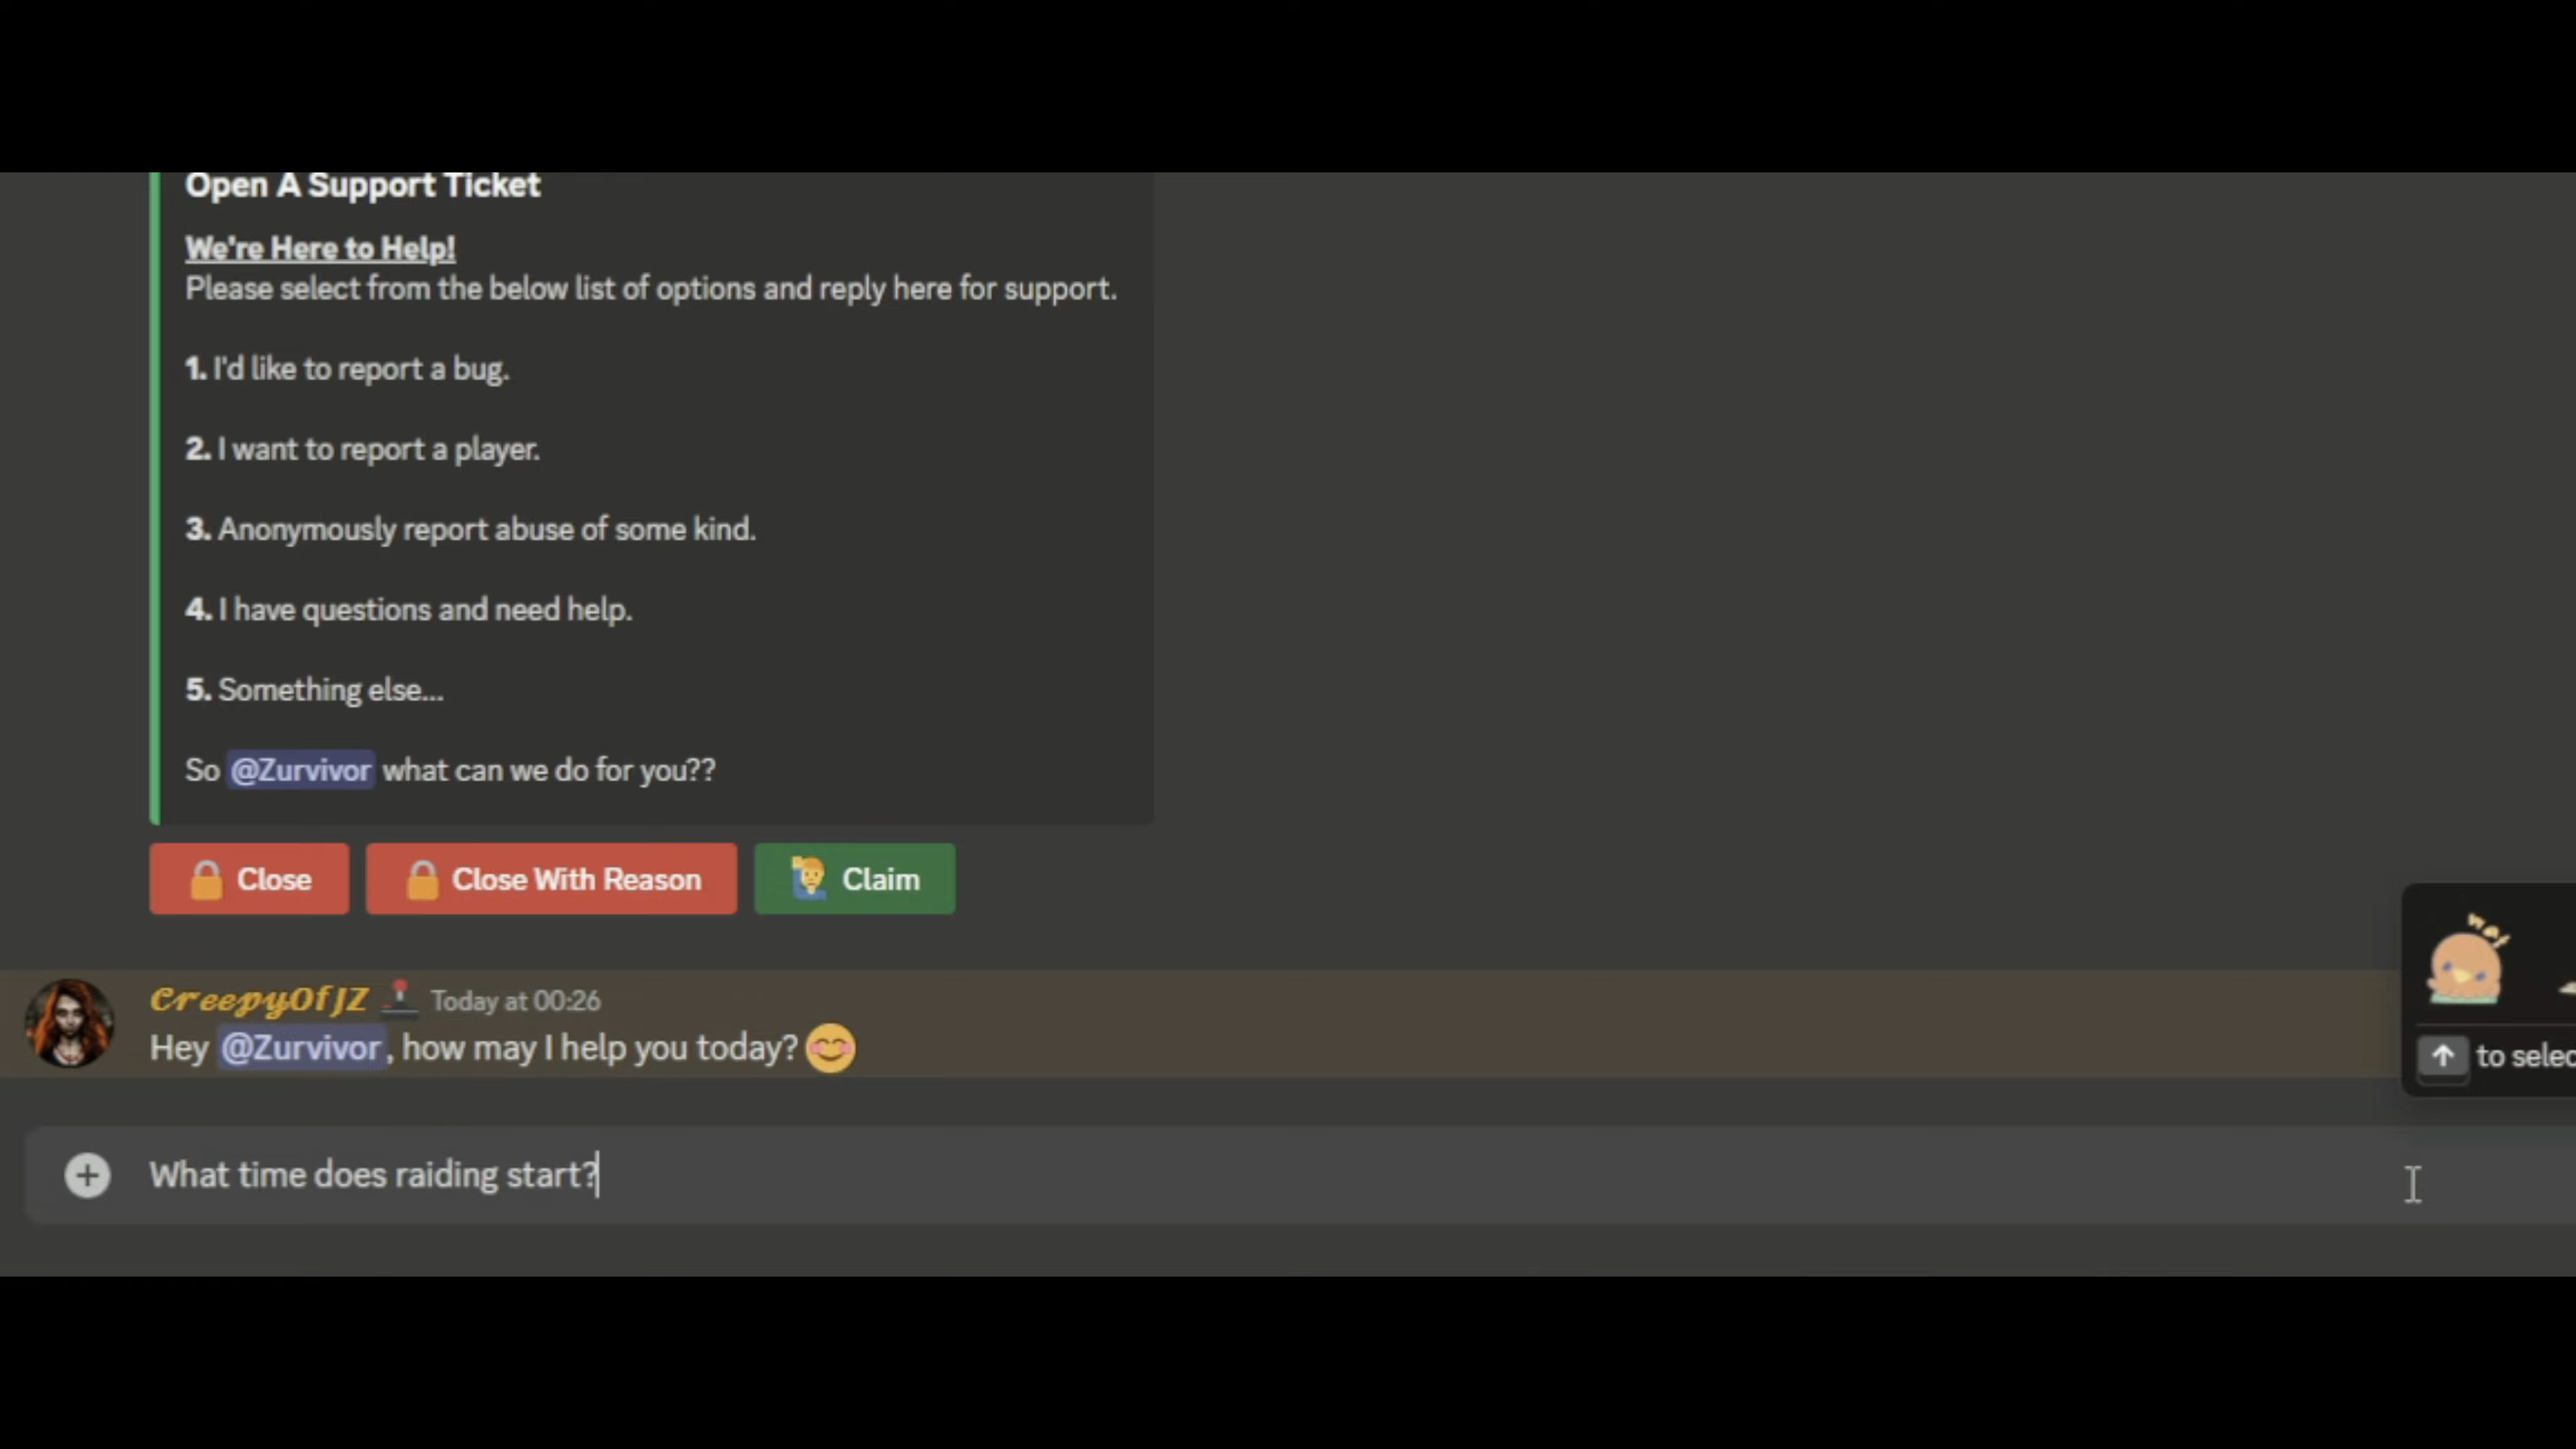 Open A Support Ticket
We're Here to Help!
Please select from the below list of options and reply here for support.
1. I'd like to report a bug.
2. I want to report a player.
3. Anonymously report abuse of some kind.
4. I have questions and need help.
5. Something else...
So @Zurvivor what can we do for you??
Close
Close With Reason
Claim
CreepyOfJZ Today at 00:26
Hey @Zurvivor, how may I help you today?
to selec
What time does raiding start?